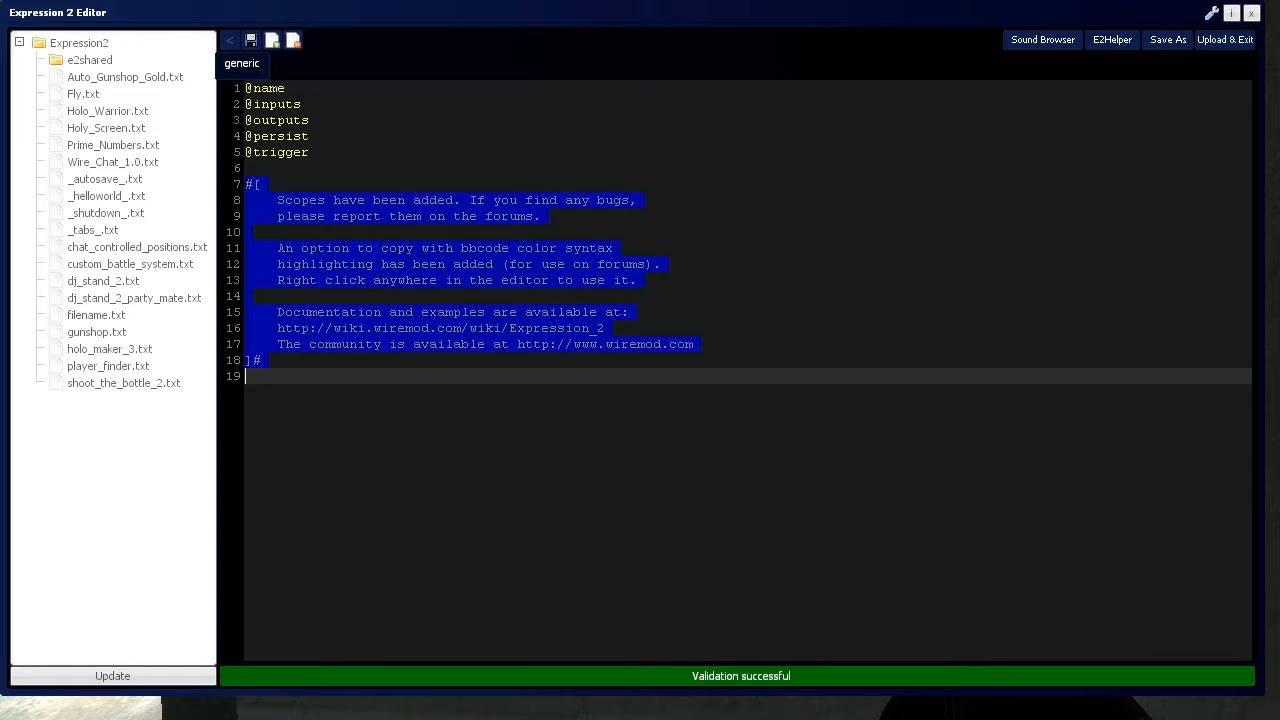 Expression 2 Editor
i
x
Expression2
e2shared
Auto_Gunshop_Gold.txt
Fly.txt
Holo_Warrior.txt
Holy_Screen.txt
Prime_Numbers.txt
Wire_Chat_1.0.txt
_autosave_.txt
_helloworld_.txt
_shutdown_.txt
_tabs_.txt
chat_controlled_positions.txt
custom_battle_system.txt
dj_stand_2.txt
dj_stand_2_party_mate.txt
filename.txt
gunshop.txt
holo_maker_3.txt
player_finder.txt
shoot_the_bottle_2.txt
Update
<
Sound Browser
E2Helper
Save As
Upload & Exit
generic
1 @name
2 @inputs
3 @outputs
4 @persist
5 @trigger
6
7 #[
8 Scopes have been added. If you find any bugs,
9 please report them on the forums.
10
11 An option to copy with bbcode color syntax
12 highlighting has been added (for use on forums).
13 Right click anywhere in the editor to use it.
14
15 Documentation and examples are available at:
16 http://wiki.wiremod.com/wiki/Expression_2
17 The community is available at http://www.wiremod.com
18 ]#
19
Validation successful